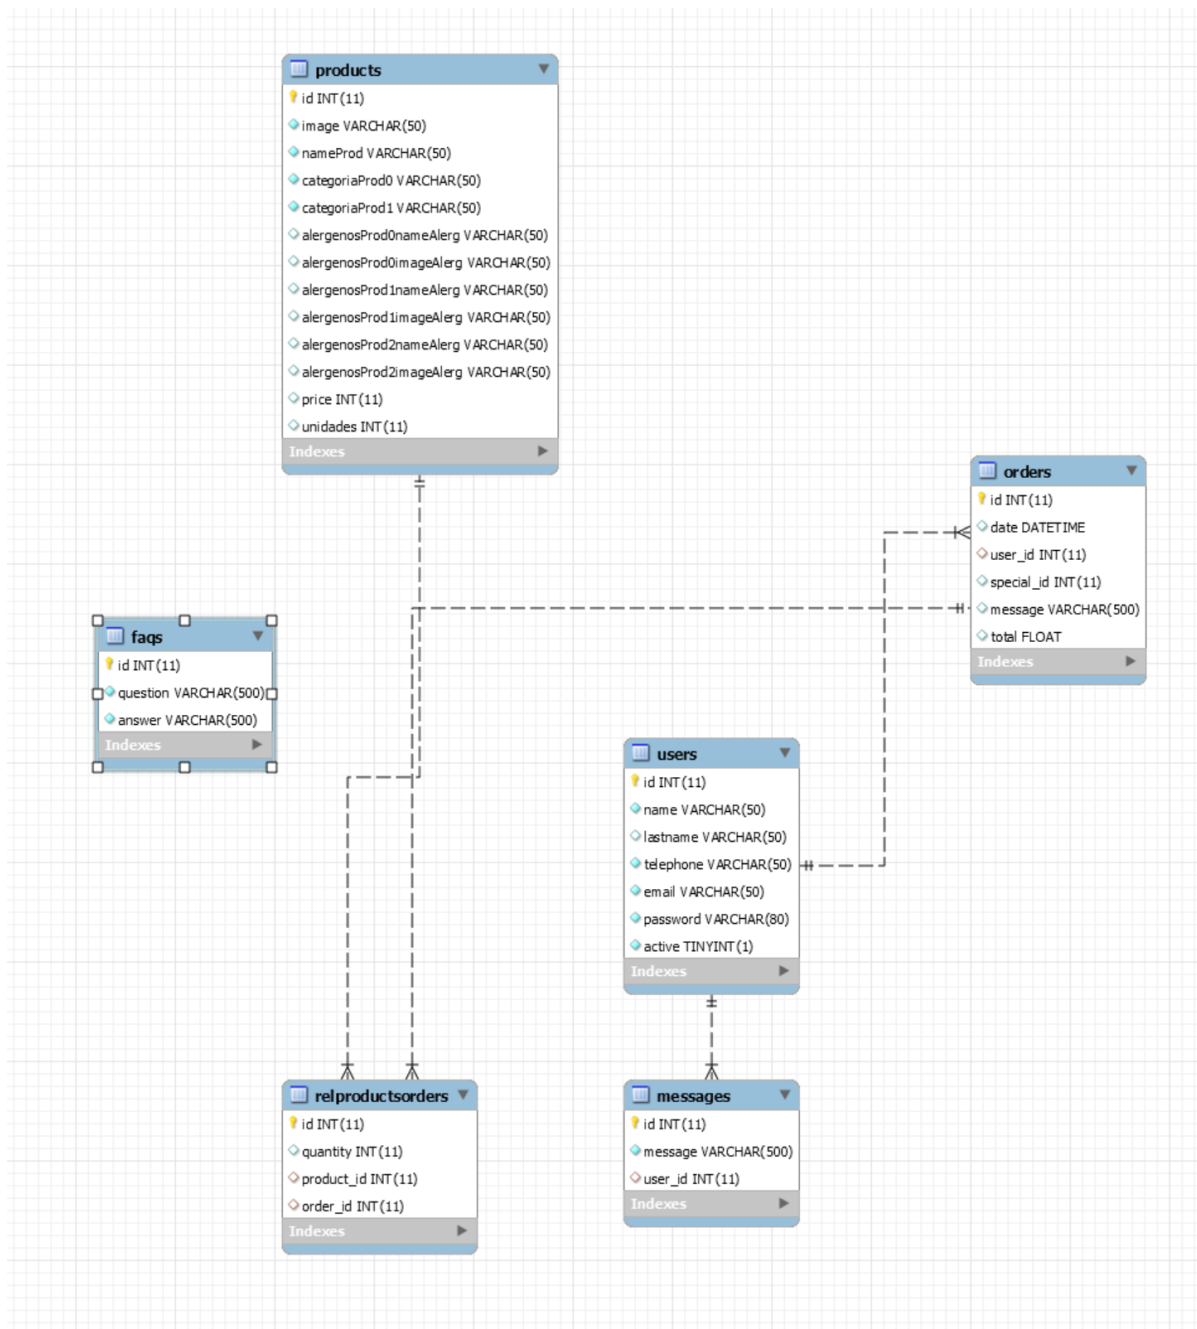 products
id INT(11)
image VARCHAR(50)
nameProd VARCHAR(50)
categoriaProd0 VARCHAR(50)
categoriaProd1 VARCHAR(50)
alergenosProd0nameAlerg VARCHAR(50)
alergenosProd0imageAlerg VARCHAR(50)
alergenosProd1nameAlerg VARCHAR(50)
alergenosProd1imageAlerg VARCHAR(50)
alergenosProd2nameAlerg VARCHAR(50)
alergenosProd2imageAlerg VARCHAR(50)
price INT(11)
unidades INT(11)
Indexes
orders
id INT(11)
date DATETIME
user_id INT(11)
special_id INT(11)
message VARCHAR(500)
total FLOAT
Indexes
faqs
id INT(11)
question VARCHAR(500)
answer VARCHAR(500)
Indexes
users
id INT(11)
name VARCHAR(50)
lastname VARCHAR(50)
telephone VARCHAR(50)
email VARCHAR(50)
password VARCHAR(80)
active TINYINT(1)
Indexes
relproductsorders
id INT(11)
quantity INT(11)
product_id INT(11)
order_id INT(11)
Indexes
messages
id INT(11)
message VARCHAR(500)
user_id INT(11)
Indexes